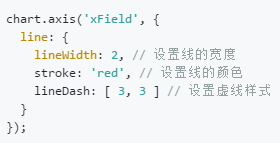 chart.axis('xField', {
  line: {
    lineWidth: 2, // 设置线的宽度
    stroke: 'red', // 设置线的颜色
    lineDash: [ 3, 3 ] // 设置虚线样式
  }
});